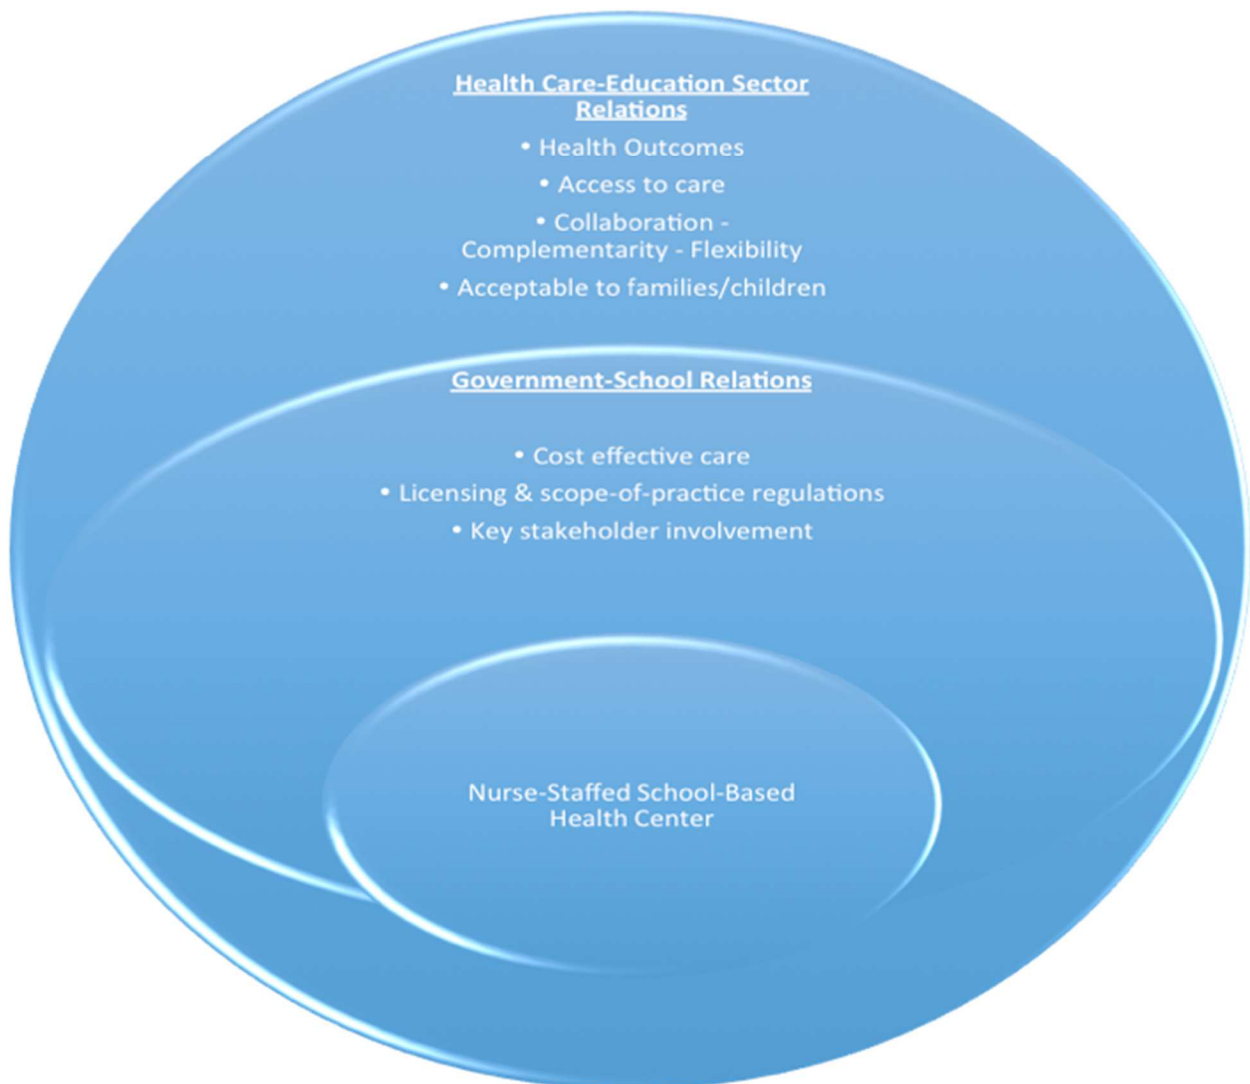 Health Care-Education Sector
Relations
• Health Outcomes
• Access to care
• Collaboration -
Complementarity - Flexibility
• Acceptable to families/children
Government-School Relations
• Cost effective care
• Licensing & scope-of-practice regulations
• Key stakeholder involvement
Nurse-Staffed School-Based
Health Center